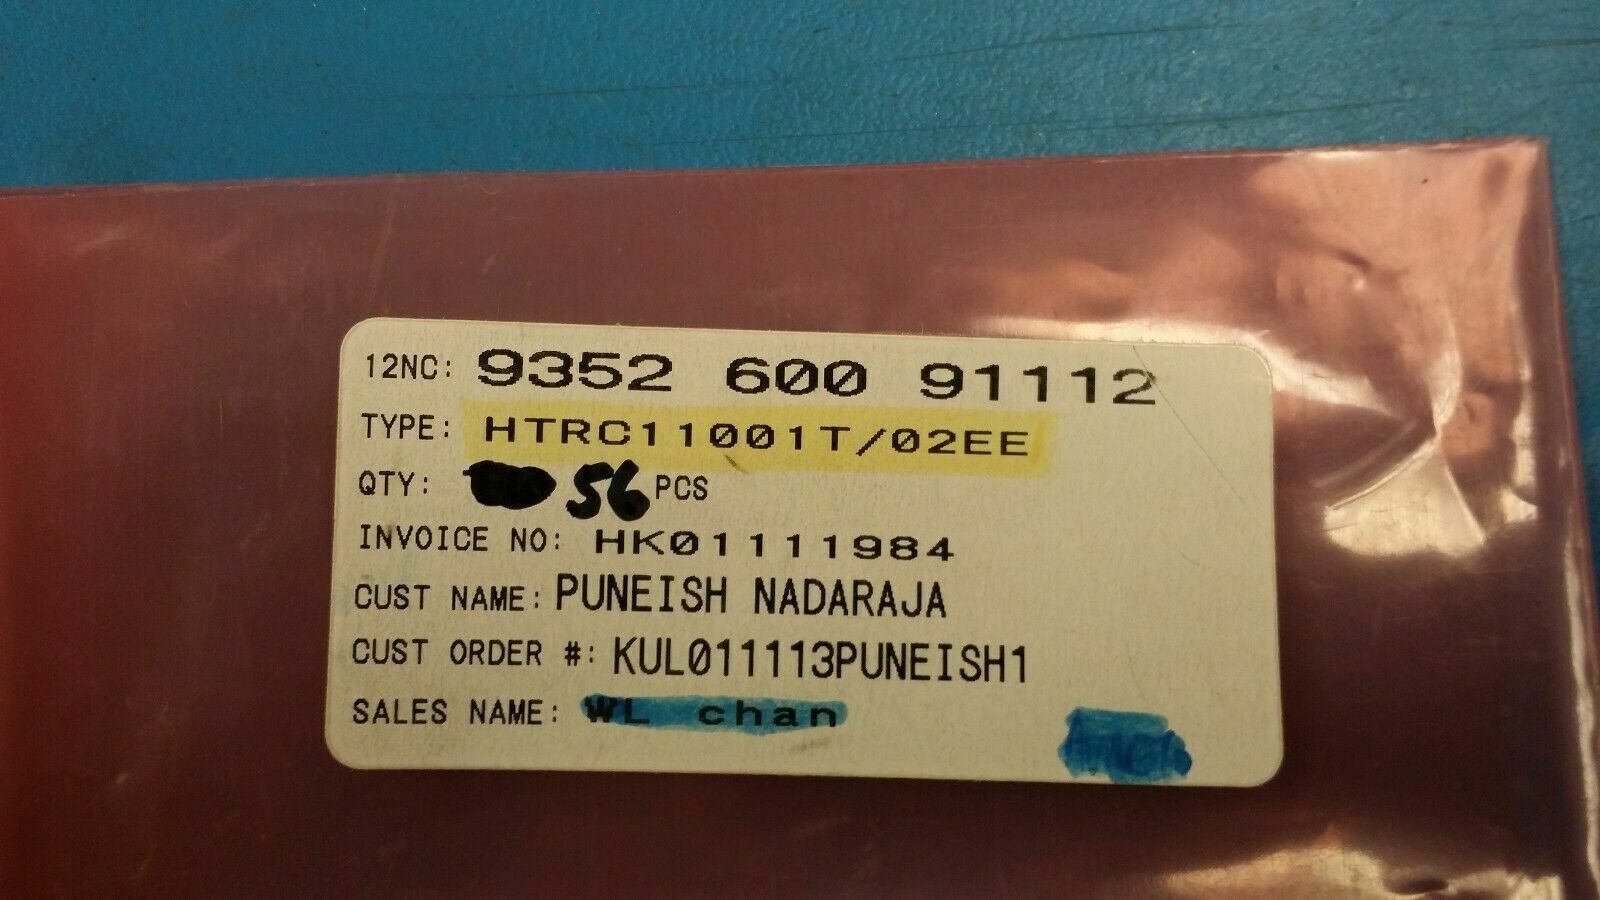 12NC: 9352 600 91112
TYPE: HTRC11001T/02EE
QTY: 56 PCS
INVOICE NO: HK01111984
CUST NAME: PUNEISH NADARAJA
CUST ORDER #: KUL011113PUNEISH1
SALES NAME: WL chan